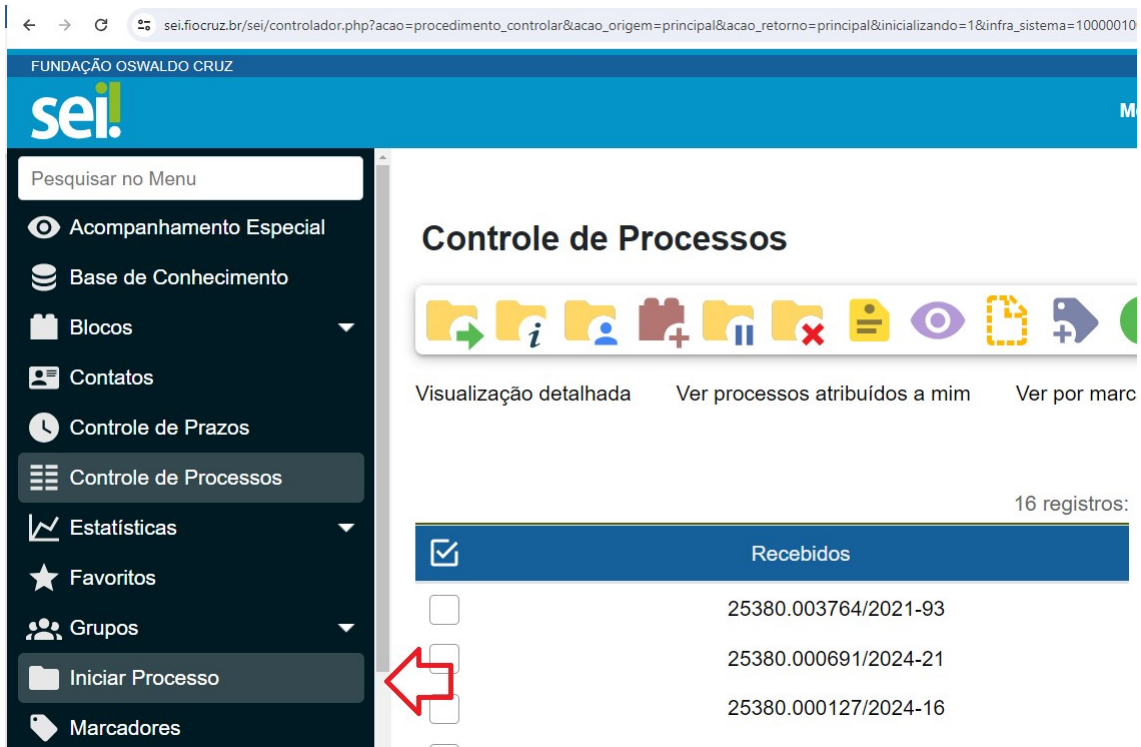 sei.fiocruz.br/sei/controlador.php?acao=procedimento_controlar&acao_origem=principal&acao_retorno=principal&inicializando=1&infra_sistema=10000010
FUNDAÇÃO OSWALDO CRUZ
sei!
Pesquisar no Menu
Acompanhamento Especial
Base de Conhecimento
Blocos
Contatos
Controle de Prazos
Controle de Processos
Estatísticas
Favoritos
Grupos
Iniciar Processo
Marcadores
Controle de Processos
Visualização detalhada Ver processos atribuídos a mim Ver por marc
16 registros:
Recebidos
25380.003764/2021-93
25380.000691/2024-21
25380.000127/2024-16